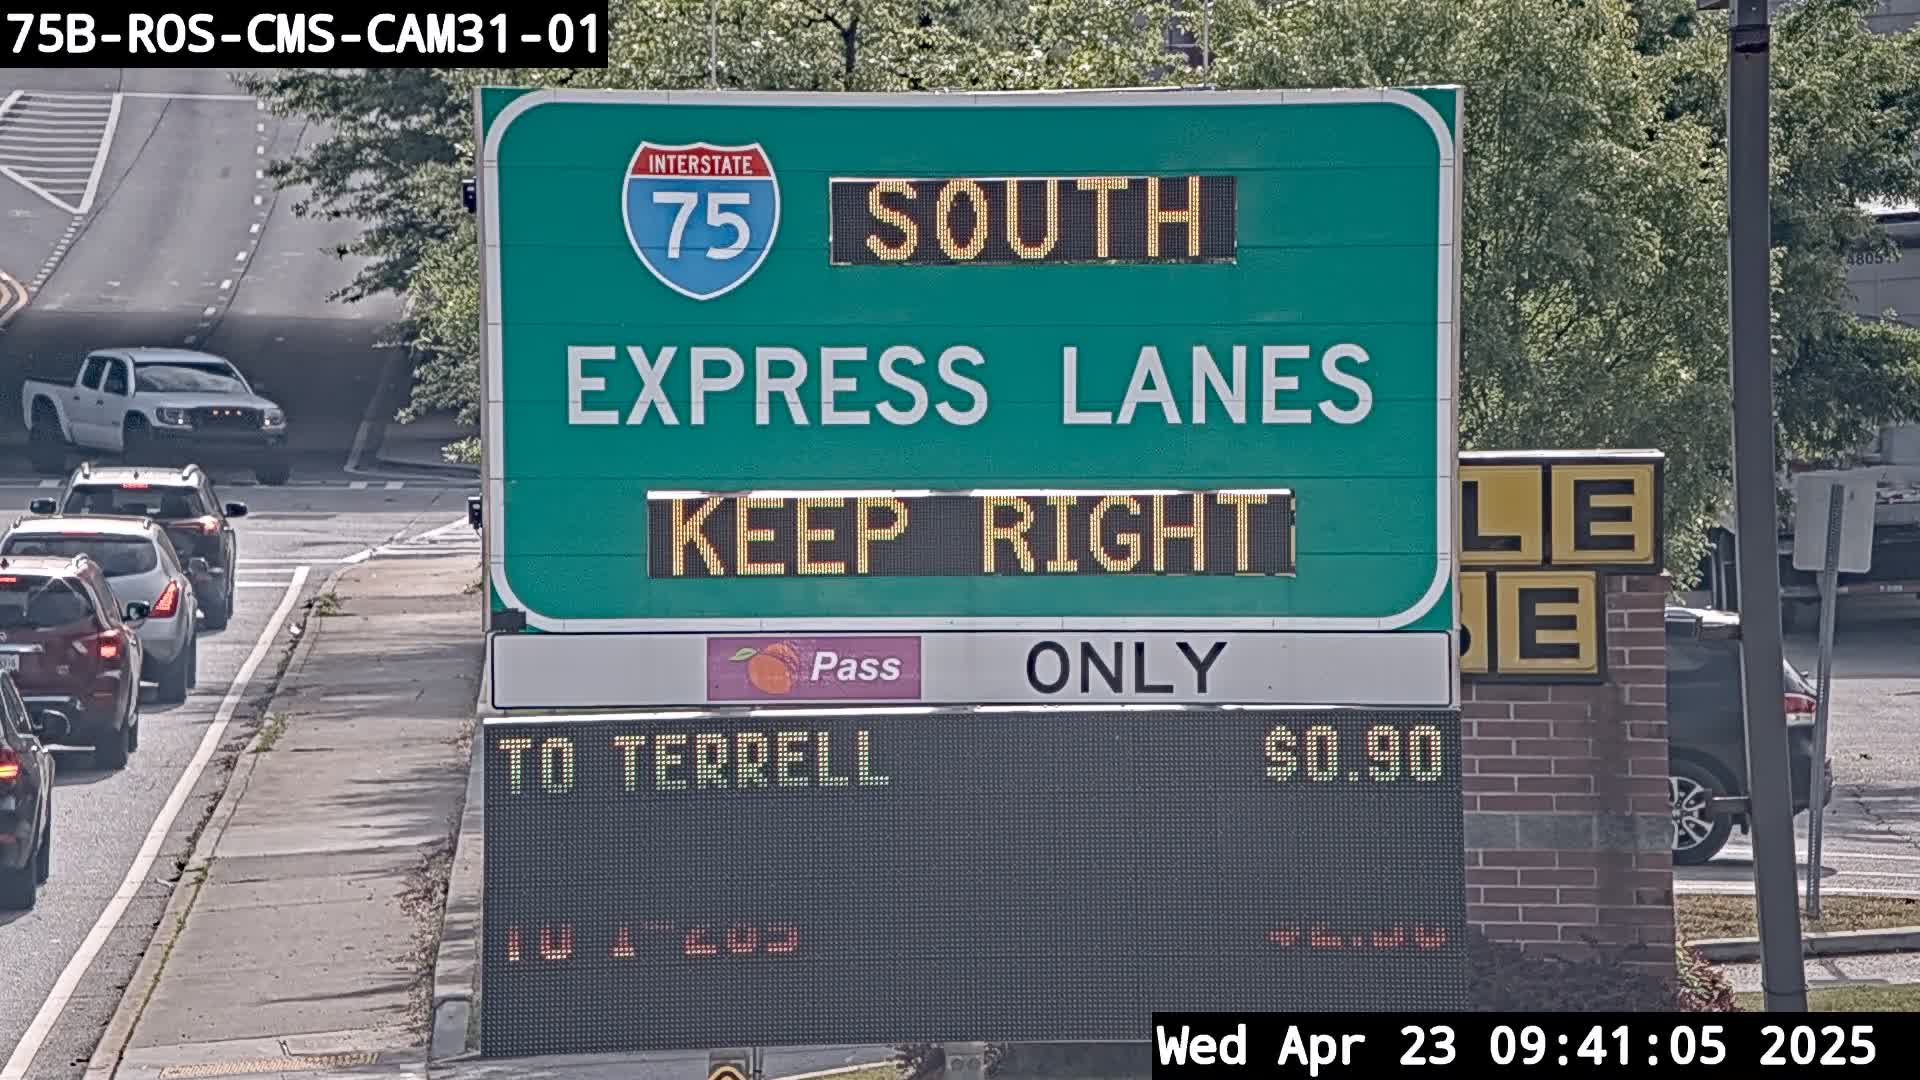 75B-ROS-CMS-CAM31-01
INTERSTATE
75
SOUTH
EXPRESS LANES
KEEP RIGHT
Pass ONLY
TO TERRELL $0.90
Wed Apr 23 09:41:05 2025